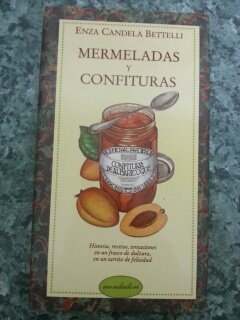 ENZA CANDELA BETTELLI
MERMELADAS
Y
CONFITURAS
CONFITURA
DE ALBARICOQUE
Historia, recetas, tentaciones
en un frasco de dulzura,
en un tarrito de felicidad
mondadori